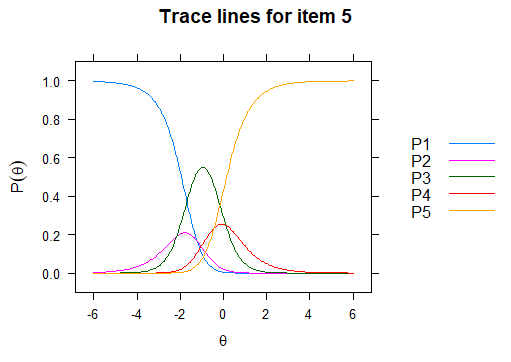 Trace lines for item 5
P(θ)
1.0
0.8
0.6
0.4
0.2
0.0
-6 -4 -2 0 2 4 6
θ
P1
P2
P3
P4
P5